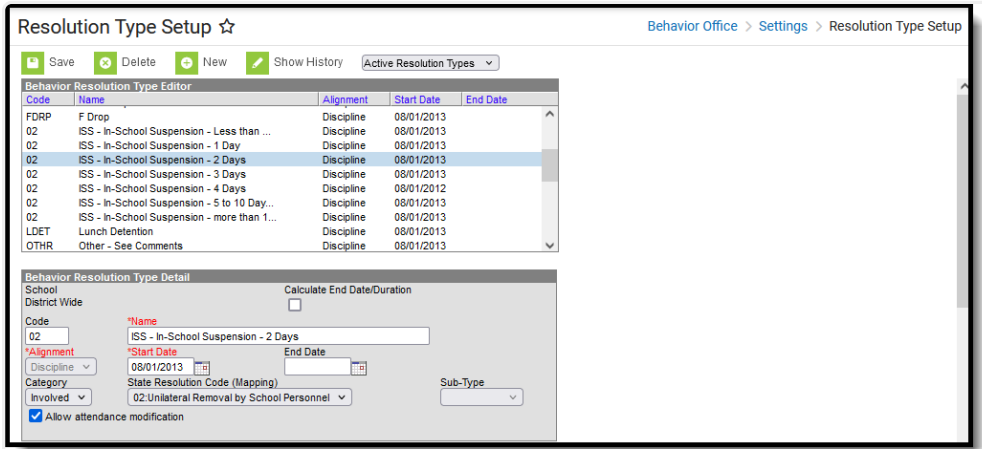 Resolution Type Setup
Behavior Office > Settings > Resolution Type Setup
Save Delete New Show History Active Resolution Types
Behavior Resolution Type Editor
Code Name Alignment Start Date End Date
FDRP F Drop Discipline 08/01/2013
02 ISS - In-School Suspension - Less than ... Discipline 08/01/2013
02 ISS - In-School Suspension - 1 Day Discipline 08/01/2013
02 ISS - In-School Suspension - 2 Days Discipline 08/01/2013
02 ISS - In-School Suspension - 3 Days Discipline 08/01/2013
02 ISS - In-School Suspension - 4 Days Discipline 08/01/2012
02 ISS - In-School Suspension - 5 to 10 Day... Discipline 08/01/2013
02 ISS - In-School Suspension - more than 1... Discipline 08/01/2013
LDET Lunch Detention Discipline 08/01/2013
OTHR Other - See Comments Discipline 08/01/2013
Behavior Resolution Type Detail
School Calculate End Date/Duration
District Wide
Code *Name
02 ISS - In-School Suspension - 2 Days
*Alignment *Start Date End Date
Discipline 08/01/2013
Category State Resolution Code (Mapping) Sub-Type
Involved 02:Unilateral Removal by School Personnel
Allow attendance modification